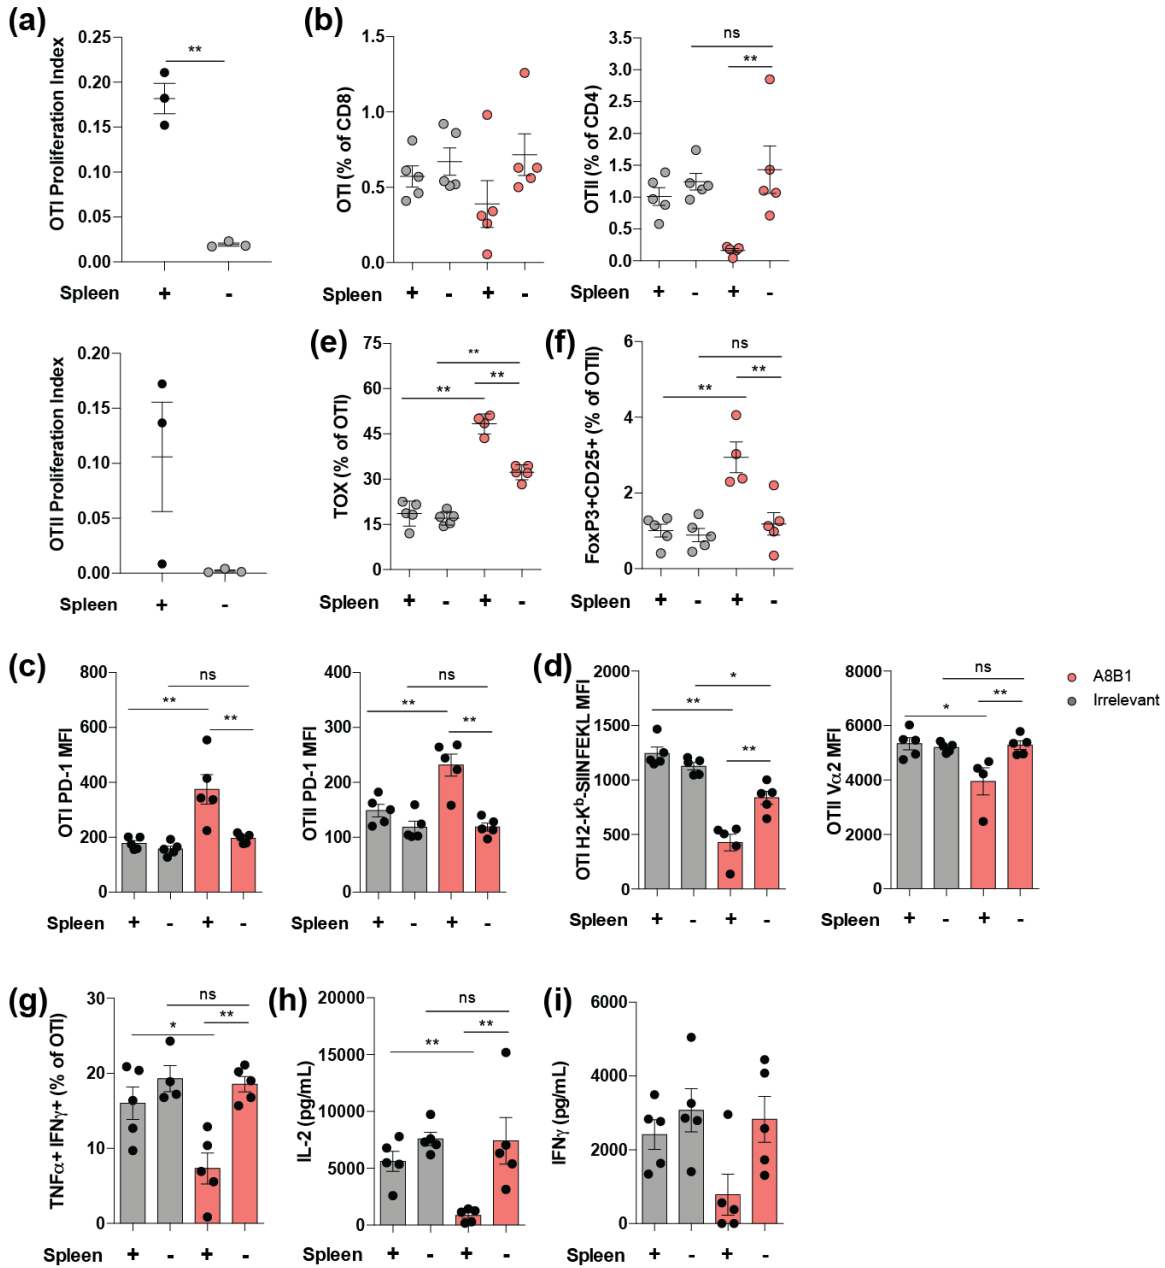 (a)
0.25
0.20
0.15
0.10
0.05
0.00
OTI Proliferation Index
**
Spleen + -
0.20
0.15
0.10
0.05
0.00
OTII Proliferation Index
Spleen + -
(b)
1.5
1.0
0.5
0.0
OTI (% of CD8)
Spleen + - + -
3.5
3.0
2.5
2.0
1.5
1.0
0.5
0.0
OTII (% of CD4)
ns
**
+ - + -
(e)
75
60
45
30
15
0
TOX (% of OTI)
**
**
**
Spleen + - + -
(f)
6
4
2
0
FoxP3+CD25+ (% of OTII)
ns
**
**
Spleen + - + -
(c)
800
600
400
200
0
OTI PD-1 MFI
ns
**
**
Spleen + - + -
400
300
200
100
0
OTII PD-1 MFI
ns
**
**
+ - + -
(d)
2000
1500
1000
500
0
OTI H2-Kᵇ-SIINFEKL MFI
*
**
**
Spleen + - + -
8000
6000
4000
2000
0
OTII Vα2 MFI
ns
**
*
+ - + -
A8B1
Irrelevant
(g)
30
20
10
0
TNFα+ IFNγ+ (% of OTI)
ns
**
*
Spleen + - + -
(h)
20000
15000
10000
5000
0
IL-2 (pg/mL)
ns
**
**
Spleen + - + -
(i)
6000
4000
2000
0
IFNγ (pg/mL)
Spleen + - + -